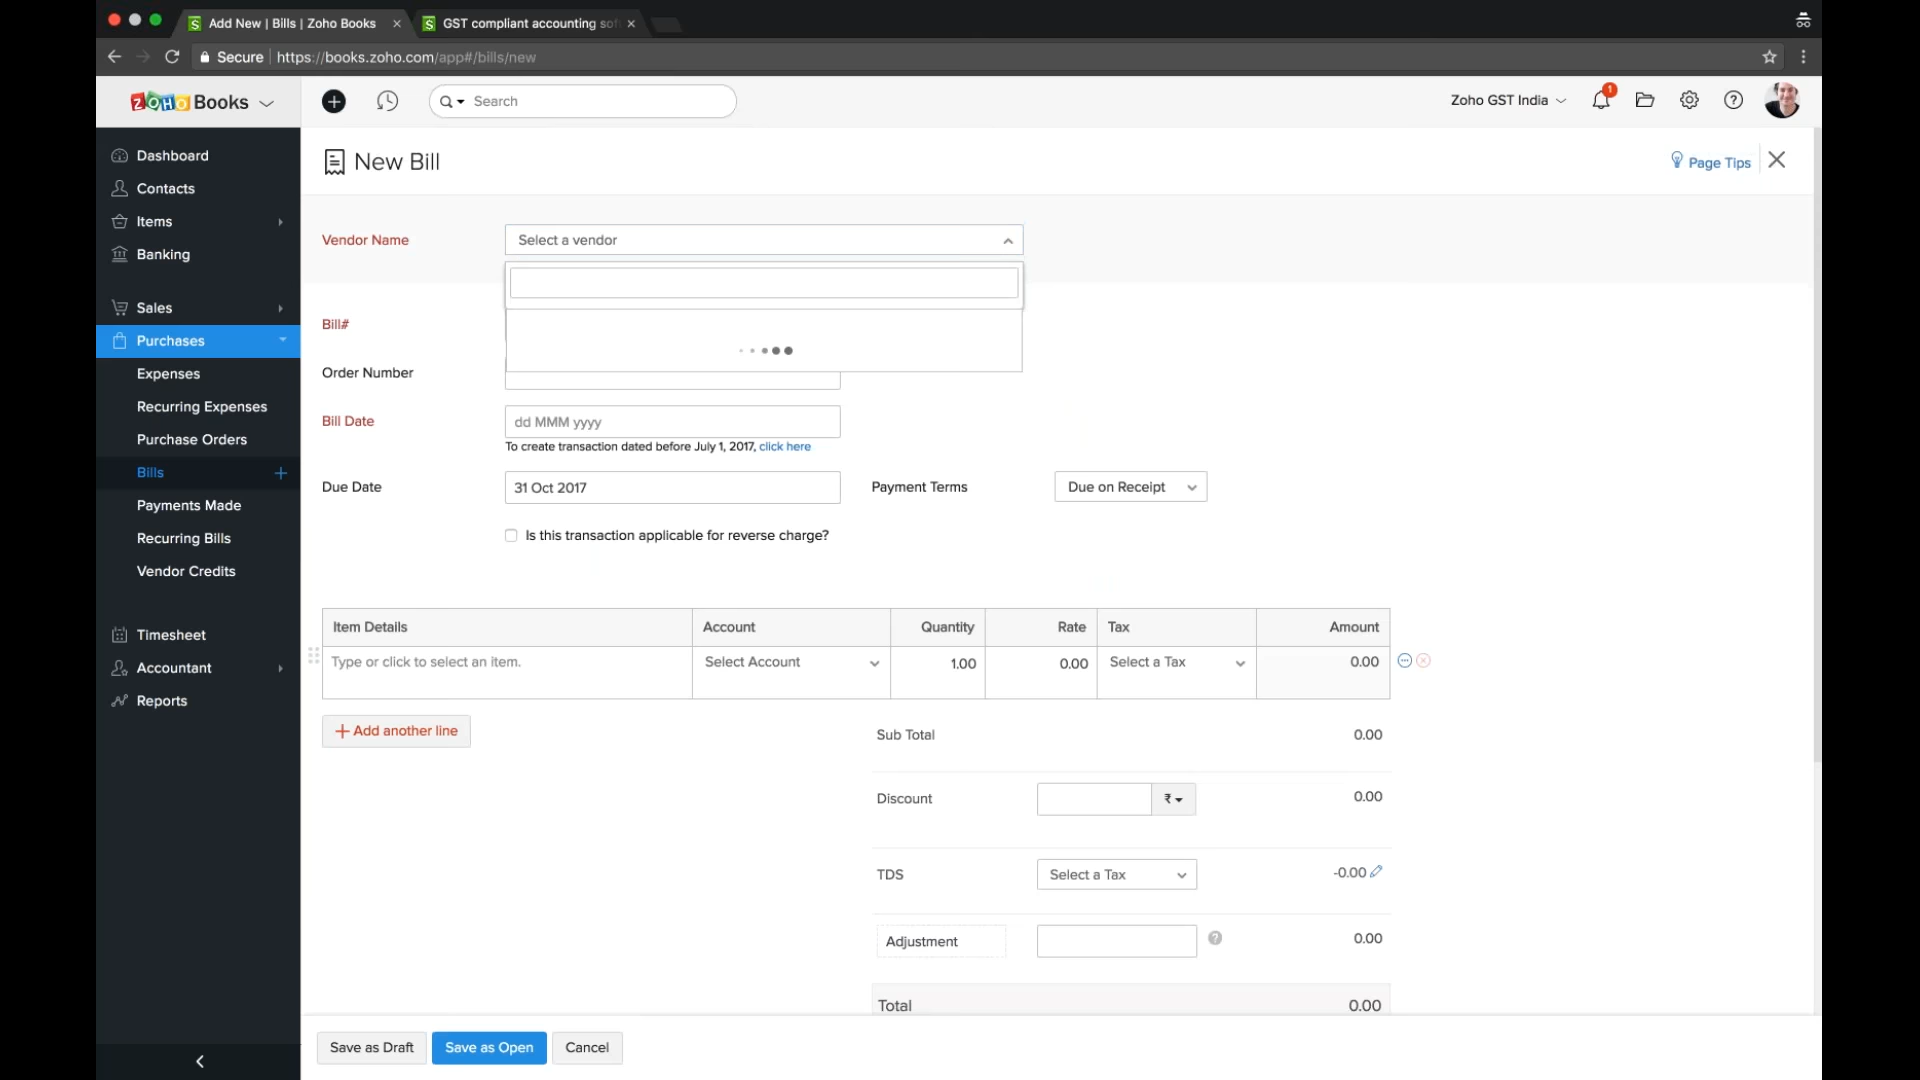 Add New | Bills | Zoho Books
GST compliant accounting sof
Secure
https://books.zoho.com/app#/bills/new
ZOHO Books
Search
Zoho GST India
1
Dashboard
Contacts
Items
Banking
Sales
Purchases
Expenses
Recurring Expenses
Purchase Orders
Bills
Payments Made
Recurring Bills
Vendor Credits
Timesheet
Accountant
Reports
New Bill
Page Tips
Vendor Name
Select a vendor
Bill#
Order Number
Bill Date
dd MMM yyyy
To create transaction dated before July 1, 2017, click here
Due Date
31 Oct 2017
Payment Terms
Due on Receipt
Is this transaction applicable for reverse charge?
Item Details Account Quantity Rate Tax Amount
Type or click to select an item. Select Account 1.00 0.00 Select a Tax 0.00
+ Add another line
Sub Total 0.00
Discount ₹ 0.00
TDS Select a Tax -0.00
Adjustment ? 0.00
Total 0.00
Save as Draft Save as Open Cancel